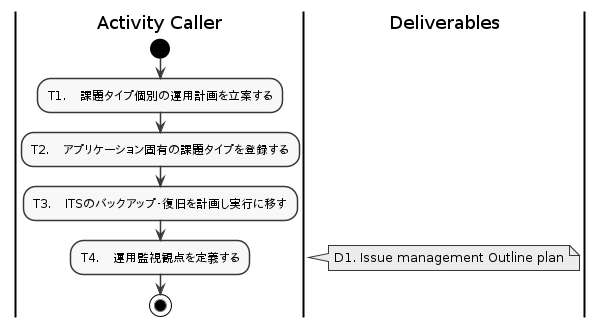 Activity Caller
Deliverables
T1. 課題タイプ個別の運用計画を立案する
T2. アプリケーション固有の課題タイプを登録する
T3. ITSのバックアップ・復旧を計画し実行に移す
T4. 運用監視観点を定義する
D1. Issue management Outline plan